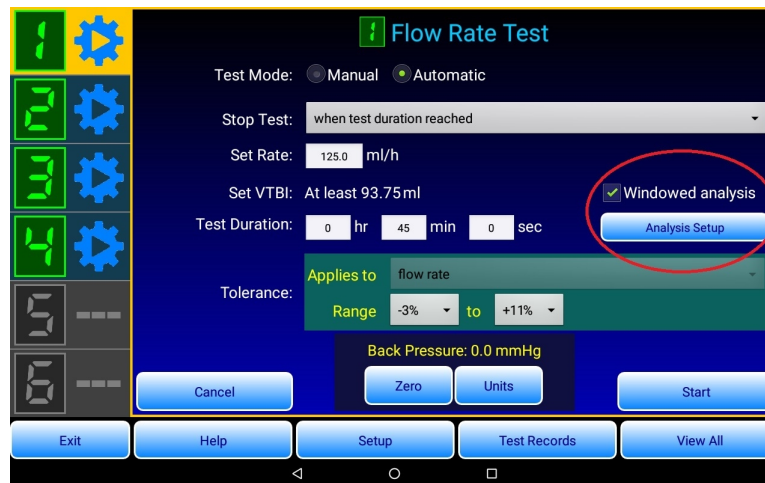 1 Flow Rate Test
Test Mode: Manual Automatic
Stop Test: when test duration reached
Set Rate: 125.0 ml/h
Set VTBI: At least 93.75 ml
Windowed analysis
Test Duration: 0 hr 45 min 0 sec
Analysis Setup
Tolerance:
Applies to flow rate
Range -3% to +11%
Back Pressure: 0.0 mmHg
Cancel Zero Units Start
1
2
3
4
5 ---
6 ---
Exit Help Setup Test Records View All